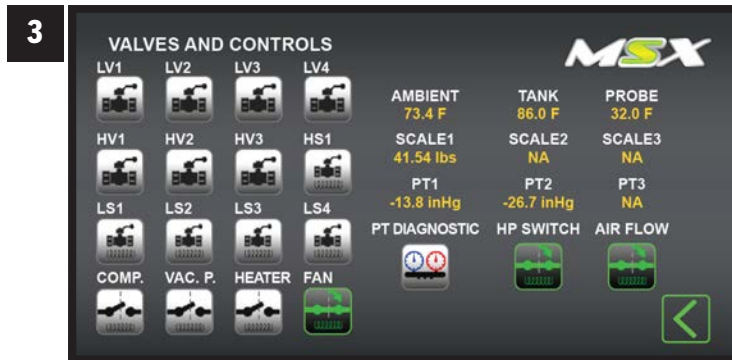 3
VALVES AND CONTROLS
MSX
LV1 LV2 LV3 LV4
AMBIENT TANK PROBE
73.4 F 86.0 F 32.0 F
HV1 HV2 HV3 HS1
SCALE1 SCALE2 SCALE3
41.54 lbs NA NA
PT1 PT2 PT3
-13.8 inHg -26.7 inHg NA
LS1 LS2 LS3 LS4
PT DIAGNOSTIC HP SWITCH AIR FLOW
COMP. VAC. P. HEATER FAN